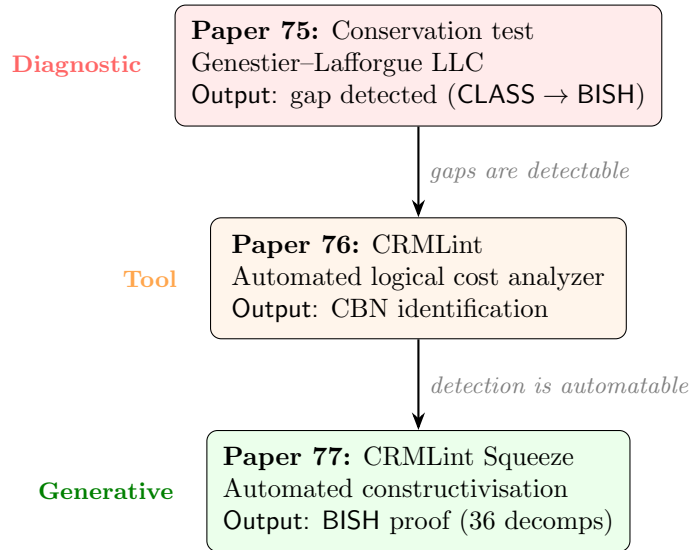 Paper 75: Conservation test
Diagnostic
Genestier–Lafforgue LLC
Output: gap detected (CLASS → BISH)
gaps are detectable
Paper 76: CRMLint
Tool
Automated logical cost analyzer
Output: CBN identification
detection is automatable
Paper 77: CRMLint Squeeze
Generative
Automated constructivisation
Output: BISH proof (36 decomps)